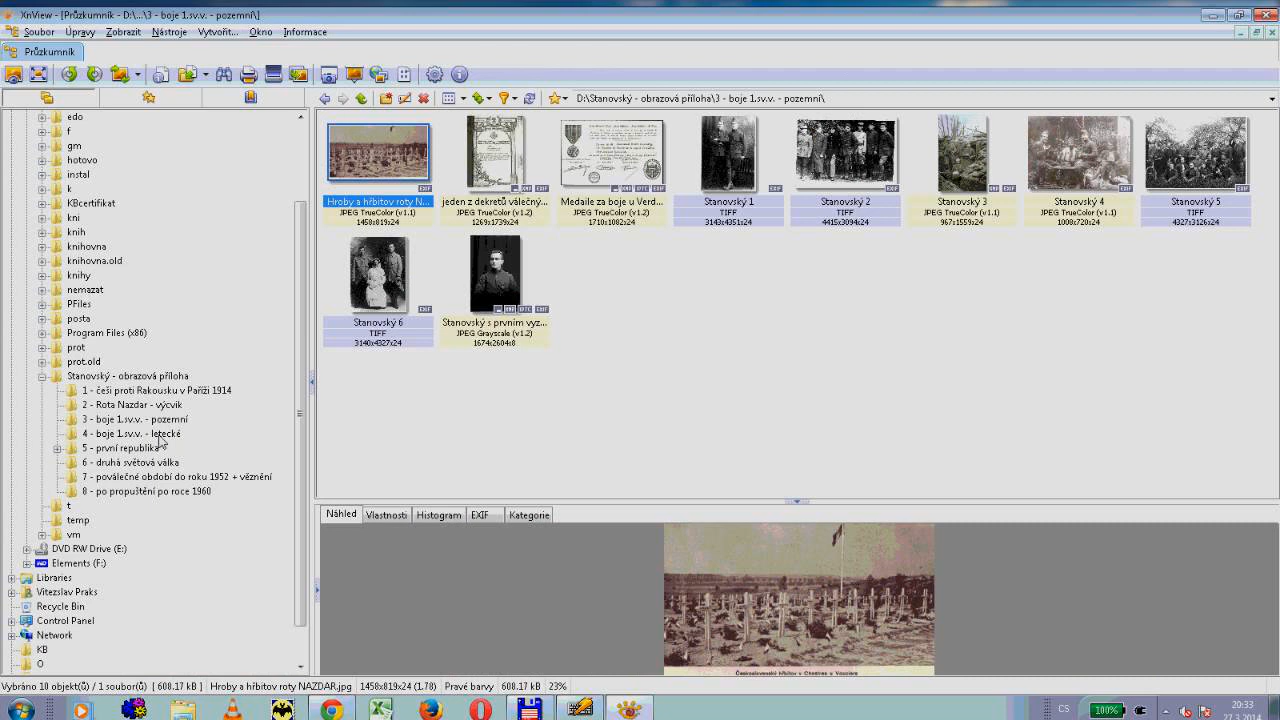 XnView - [Průzkumník - D:\...\3 - boje 1.sv.v. - pozemní\]
Soubor Úpravy Zobrazit Nástroje Vytvořit... Okno Informace
Průzkumník
D:\Stanovský - obrazová příloha\3 - boje 1.sv.v. - pozemní\
edo
f
gm
hotovo
instal
k
KBcertifikat
kni
knih
knihovna
knihovna.old
knihy
nemazat
PFiles
posta
Program Files (x86)
prot
prot.old
Stanovský - obrazová příloha
1 - češi proti Rakousku v Paříži 1914
2 - Rota Nazdar - výcvik
3 - boje 1.sv.v. - pozemní
4 - boje 1.sv.v. - letecké
5 - první republika
6 - druhá světová válka
7 - poválečné období do roku 1952 + věznění
8 - po propuštění po roce 1960
t
temp
vm
DVD RW Drive (E:)
Elements (F:)
Libraries
Vitezslav Praks
Recycle Bin
Control Panel
Network
KB
O
Hroby a hřbitov roty N...
JPEG TrueColor (v1.1)
1458x819x24
jeden z dekretů válečný...
JPEG TrueColor (v1.2)
1269x1739x24
Medaile za boje u Verd...
JPEG TrueColor (v1.2)
1710x1082x24
Stanovský 1
TIFF
3143x4351x24
Stanovský 2
TIFF
4415x3094x24
Stanovský 3
JPEG TrueColor (v1.1)
967x1559x24
Stanovský 4
JPEG TrueColor (v1.1)
1008x720x24
Stanovský 5
TIFF
4327x3126x24
Stanovský 6
TIFF
3140x4327x24
Stanovský s prvním vyz...
JPEG Grayscale (v1.2)
1674x2604x8
Náhled Vlastnosti Histogram EXIF Kategorie
Československý hřbitov v Chestres u Vouziers
Vybráno 10 objekt(ů) / 1 soubor(ů) [ 608.17 kB ] Hroby a hřbitov roty NAZDAR.jpg 1458x819x24 (1.78) Pravé barvy 608.17 kB 23%
CS 100% 20:33
27.3.2014